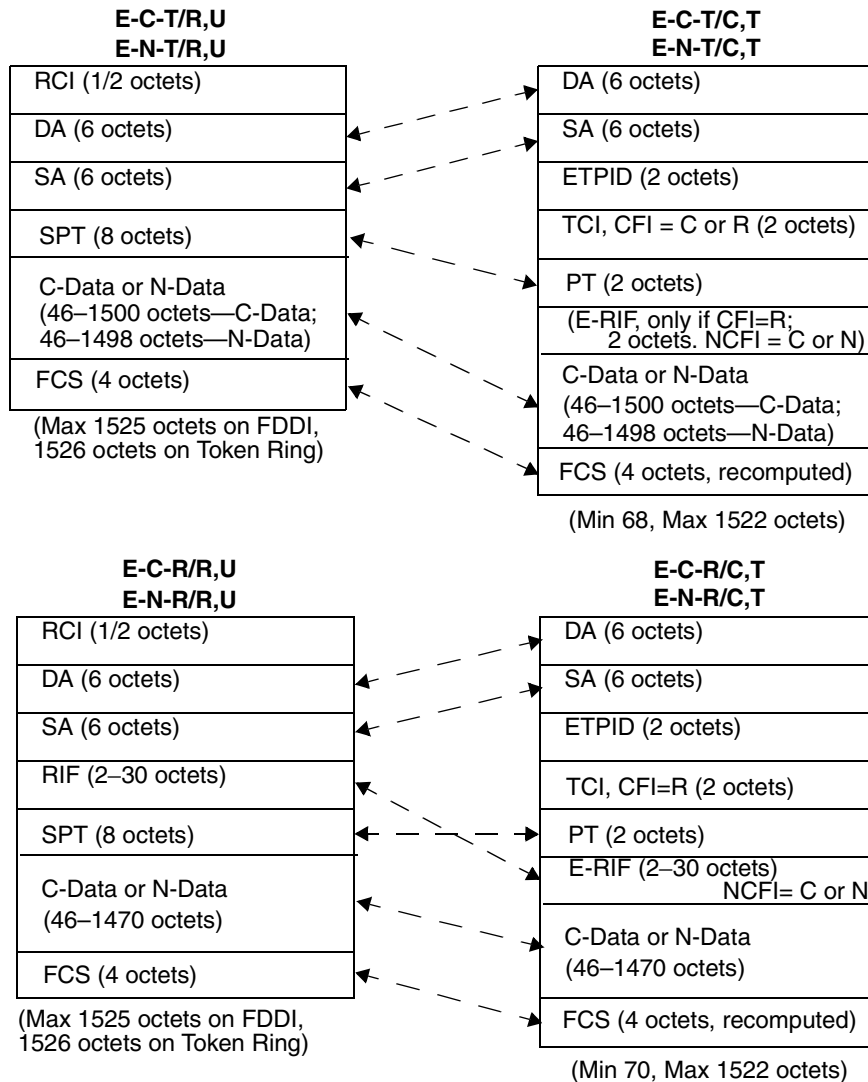 E-C-T/R,U
E-N-T/R,U
RCI (1/2 octets)
DA (6 octets)
SA (6 octets)
SPT (8 octets)
C-Data or N-Data
(46–1500 octets—C-Data;
46–1498 octets—N-Data)
FCS (4 octets)
(Max 1525 octets on FDDI,
1526 octets on Token Ring)
E-C-T/C,T
E-N-T/C,T
DA (6 octets)
SA (6 octets)
ETPID (2 octets)
TCI, CFI = C or R (2 octets)
PT (2 octets)
(E-RIF, only if CFI=R;
2 octets. NCFI = C or N)
C-Data or N-Data
(46–1500 octets—C-Data;
46–1498 octets—N-Data)
FCS (4 octets, recomputed)
(Min 68, Max 1522 octets)
E-C-R/R,U
E-N-R/R,U
RCI (1/2 octets)
DA (6 octets)
SA (6 octets)
RIF (2–30 octets)
SPT (8 octets)
C-Data or N-Data
(46–1470 octets)
FCS (4 octets)
(Max 1525 octets on FDDI,
1526 octets on Token Ring)
E-C-R/C,T
E-N-R/C,T
DA (6 octets)
SA (6 octets)
ETPID (2 octets)
TCI, CFI=R (2 octets)
PT (2 octets)
E-RIF (2–30 octets)
NCFI= C or N
C-Data or N-Data
(46–1470 octets)
FCS (4 octets, recomputed)
(Min 70, Max 1522 octets)